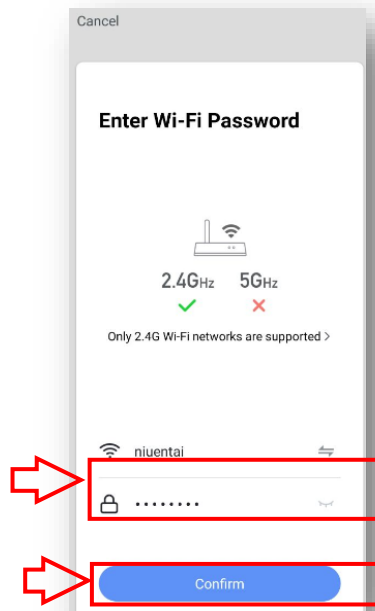 Cancel
Enter Wi-Fi Password
2.4GHz 5GHz
Only 2.4G Wi-Fi networks are supported >
niuentai
••••••••
Confirm